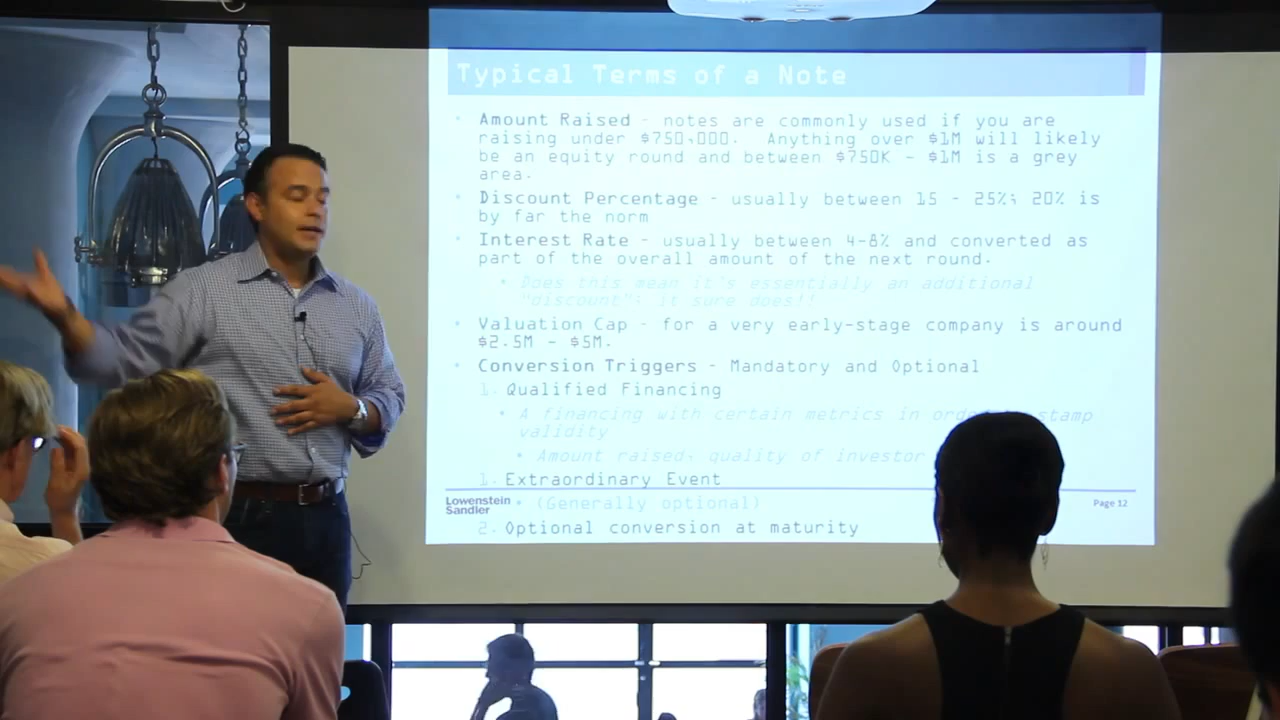 Typical Terms of a Note
• Amount Raised - notes are commonly used if you are
raising under $750,000. Anything over $1M will likely
be an equity round and between $750K - $1M is a grey
area.
• Discount Percentage - usually between 15 - 25%; 20% is
by far the norm
• Interest Rate - usually between 4-8% and converted as
part of the overall amount of the next round.
• Does this mean it's essentially an additional
"discount"; it sure does!!
• Valuation Cap - for a very early-stage company is around
$2.5M - $5M.
• Conversion Triggers - Mandatory and Optional
1. Qualified Financing
• A financing with certain metrics in stamp
validity
• Amount raised, quality of investor
1. Extraordinary Event
• (Generally optional)
2. Optional conversion at maturity
Lowenstein
Sandler
Page 12